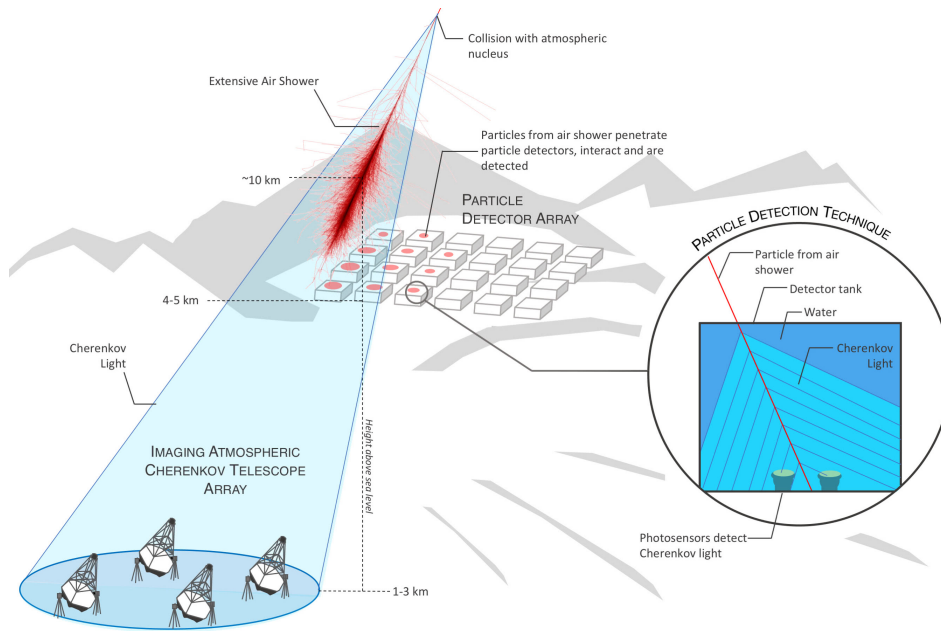 Collision with atmospheric
nucleus
Extensive Air Shower
Particles from air shower penetrate
particle detectors, interact and are
detected
~10 km
PARTICLE
DETECTOR ARRAY
PARTICLE DETECTION TECHNIQUE
Particle from air
shower
Detector tank
Water
4-5 km
Cherenkov
Light
Cherenkov
Light
Height above sea level
IMAGING ATMOSPHERIC
CHERENKOV TELESCOPE
ARRAY
Photosensors detect
Cherenkov light
1-3 km